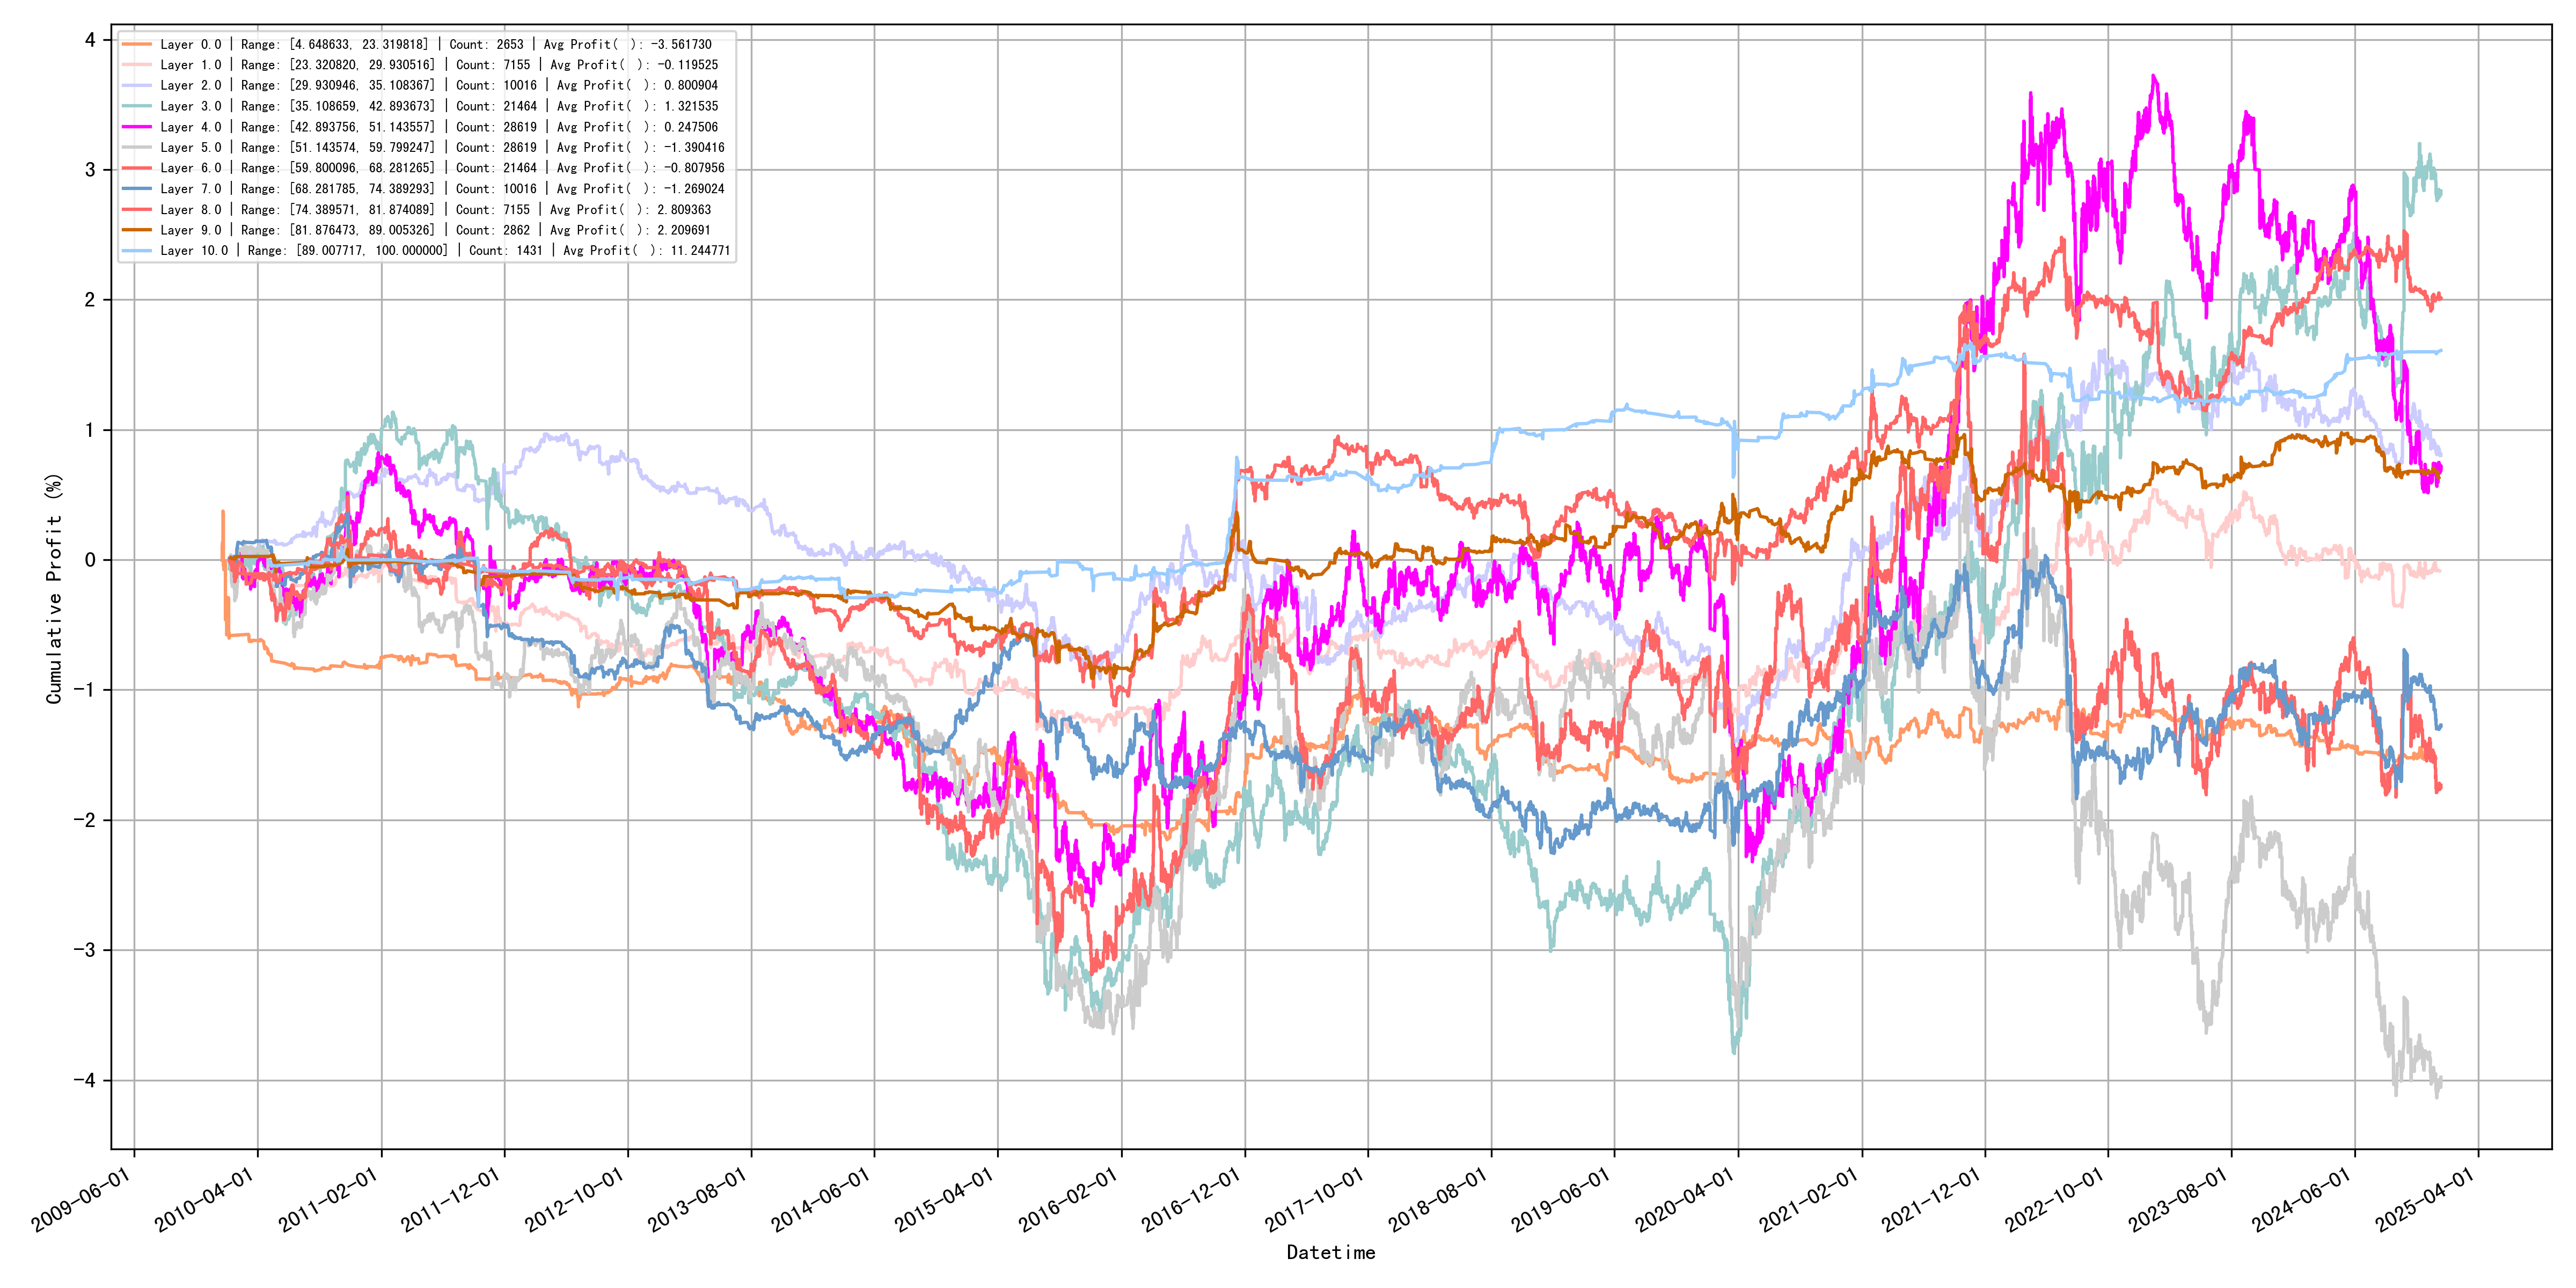 Layer 0.0 | Range: [4.648633, 23.319818] | Count: 2653 | Avg Profit( ): -3.561730
Layer 1.0 | Range: [23.320820, 29.930516] | Count: 7155 | Avg Profit( ): -0.119525
Layer 2.0 | Range: [29.930946, 35.108367] | Count: 10016 | Avg Profit( ): 0.800904
Layer 3.0 | Range: [35.108659, 42.893673] | Count: 21464 | Avg Profit( ): 1.321535
Layer 4.0 | Range: [42.893756, 51.143557] | Count: 28619 | Avg Profit( ): 0.247506
Layer 5.0 | Range: [51.143574, 59.799247] | Count: 28619 | Avg Profit( ): -1.390416
Layer 6.0 | Range: [59.800096, 68.281265] | Count: 21464 | Avg Profit( ): -0.807956
Layer 7.0 | Range: [68.281785, 74.389293] | Count: 10016 | Avg Profit( ): -1.269024
Layer 8.0 | Range: [74.389571, 81.874089] | Count: 7155 | Avg Profit( ): 2.809363
Layer 9.0 | Range: [81.876473, 89.005326] | Count: 2862 | Avg Profit( ): 2.209691
Layer 10.0 | Range: [89.007717, 100.000000] | Count: 1431 | Avg Profit( ): 11.244771
4
3
2
1
0
-1
-2
-3
-4
Cumulative Profit (%)
2009-06-01
2010-04-01
2011-02-01
2011-12-01
2012-10-01
2013-08-01
2014-06-01
2015-04-01
2016-02-01
2016-12-01
2017-10-01
2018-08-01
2019-06-01
2020-04-01
2021-02-01
2021-12-01
2022-10-01
2023-08-01
2024-06-01
2025-04-01
Datetime